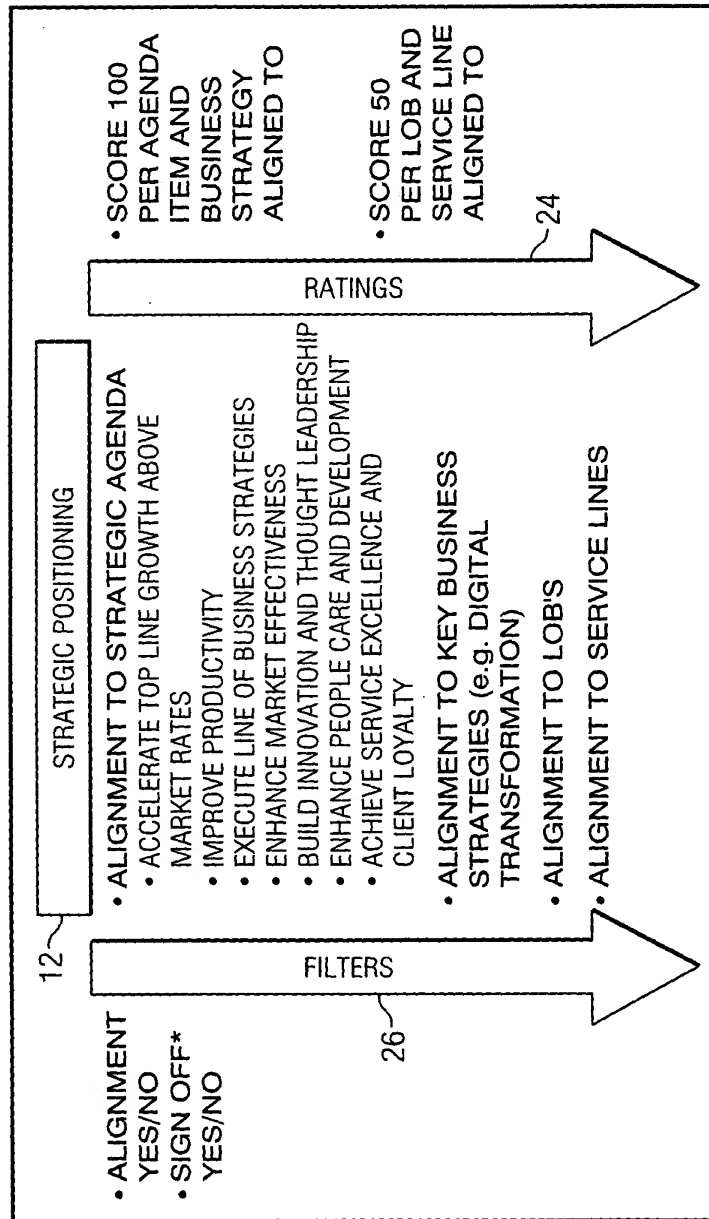 STRATEGIC POSITIONING
12
• ALIGNMENT
YES/NO
• SIGN OFF*
YES/NO
FILTERS
26
• ALIGNMENT TO STRATEGIC AGENDA
• ACCELERATE TOP LINE GROWTH ABOVE
MARKET RATES
• IMPROVE PRODUCTIVITY
• EXECUTE LINE OF BUSINESS STRATEGIES
• ENHANCE MARKET EFFECTIVENESS
• BUILD INNOVATION AND THOUGHT LEADERSHIP
• ENHANCE PEOPLE CARE AND DEVELOPMENT
• ACHIEVE SERVICE EXCELLENCE AND
CLIENT LOYALTY
• ALIGNMENT TO KEY BUSINESS
STRATEGIES (e.g. DIGITAL
TRANSFORMATION)
• ALIGNMENT TO LOB'S
• ALIGNMENT TO SERVICE LINES
RATINGS
24
• SCORE 100
PER AGENDA
ITEM AND
BUSINESS
STRATEGY
ALIGNED TO
• SCORE 50
PER LOB AND
SERVICE LINE
ALIGNED TO